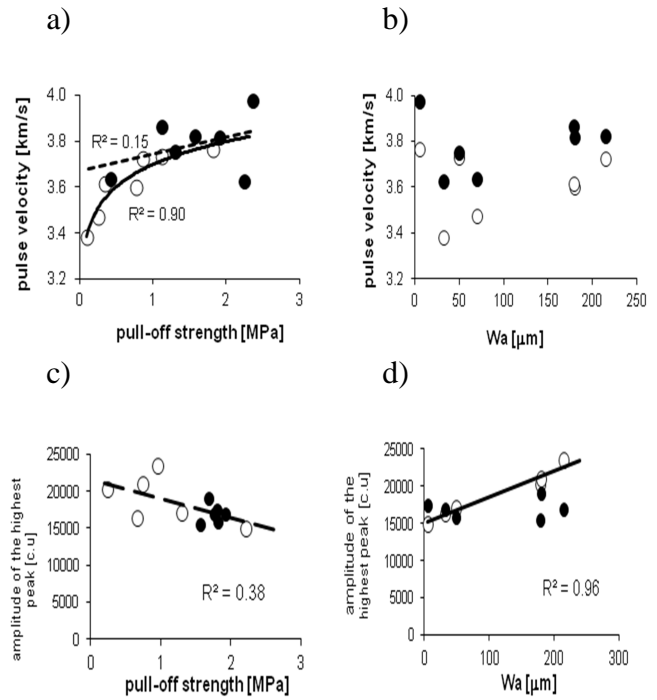 a)
pulse velocity [km/s]
4.0
3.8
3.6
3.4
3.2
R² = 0.15
R² = 0.90
0
1
2
3
pull-off strength [MPa]
b)
pulse velocity [km/s]
4.0
3.8
3.6
3.4
3.2
0
50
100
150
200
250
Wa [µm]
c)
amplitude of the highest
peak [c.u]
25000
20000
15000
10000
5000
0
R² = 0.38
0
1
2
3
pull-off strength [MPa]
d)
amplitude of the
highest peak [c.u]
25000
20000
15000
10000
5000
0
R² = 0.96
0
100
200
300
Wa [µm]